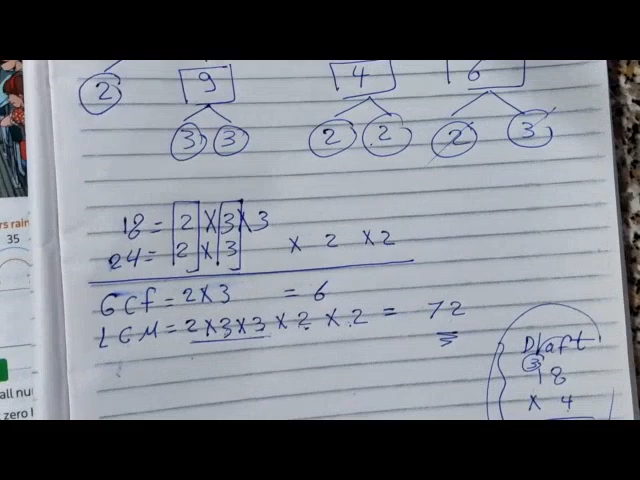 2 9 4 6
3 3 2 2 2 3
18 = 2 X 3 X 3
24 = 2 X 3 X 2 X 2
GCf = 2 X 3 = 6
LCM = 2 X 3 X 3 X 2 X 2 = 72
Draft
3
18
X 4
rs rain
35
all nu
zero